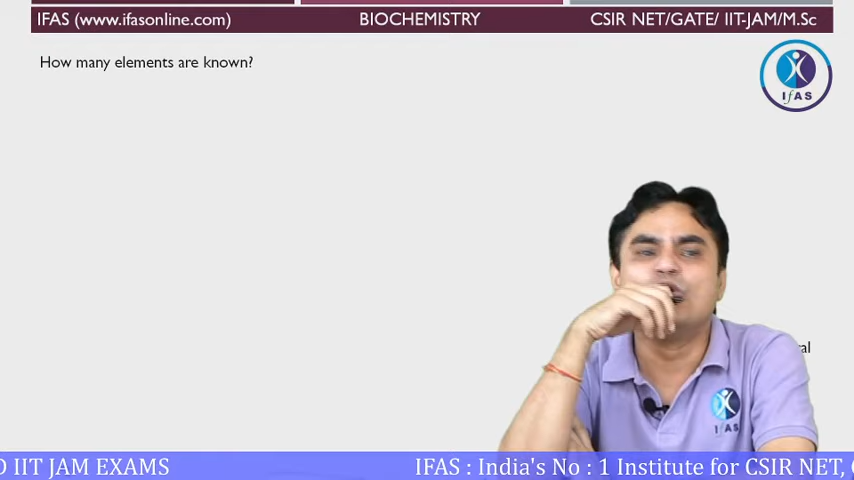 IFAS (www.ifasonline.com) BIOCHEMISTRY CSIR NET/GATE/ IIT-JAM/M.Sc
How many elements are known?
IfAS
IfAS
IIT JAM EXAMS IFAS : India's No : 1 Institute for CSIR NET,